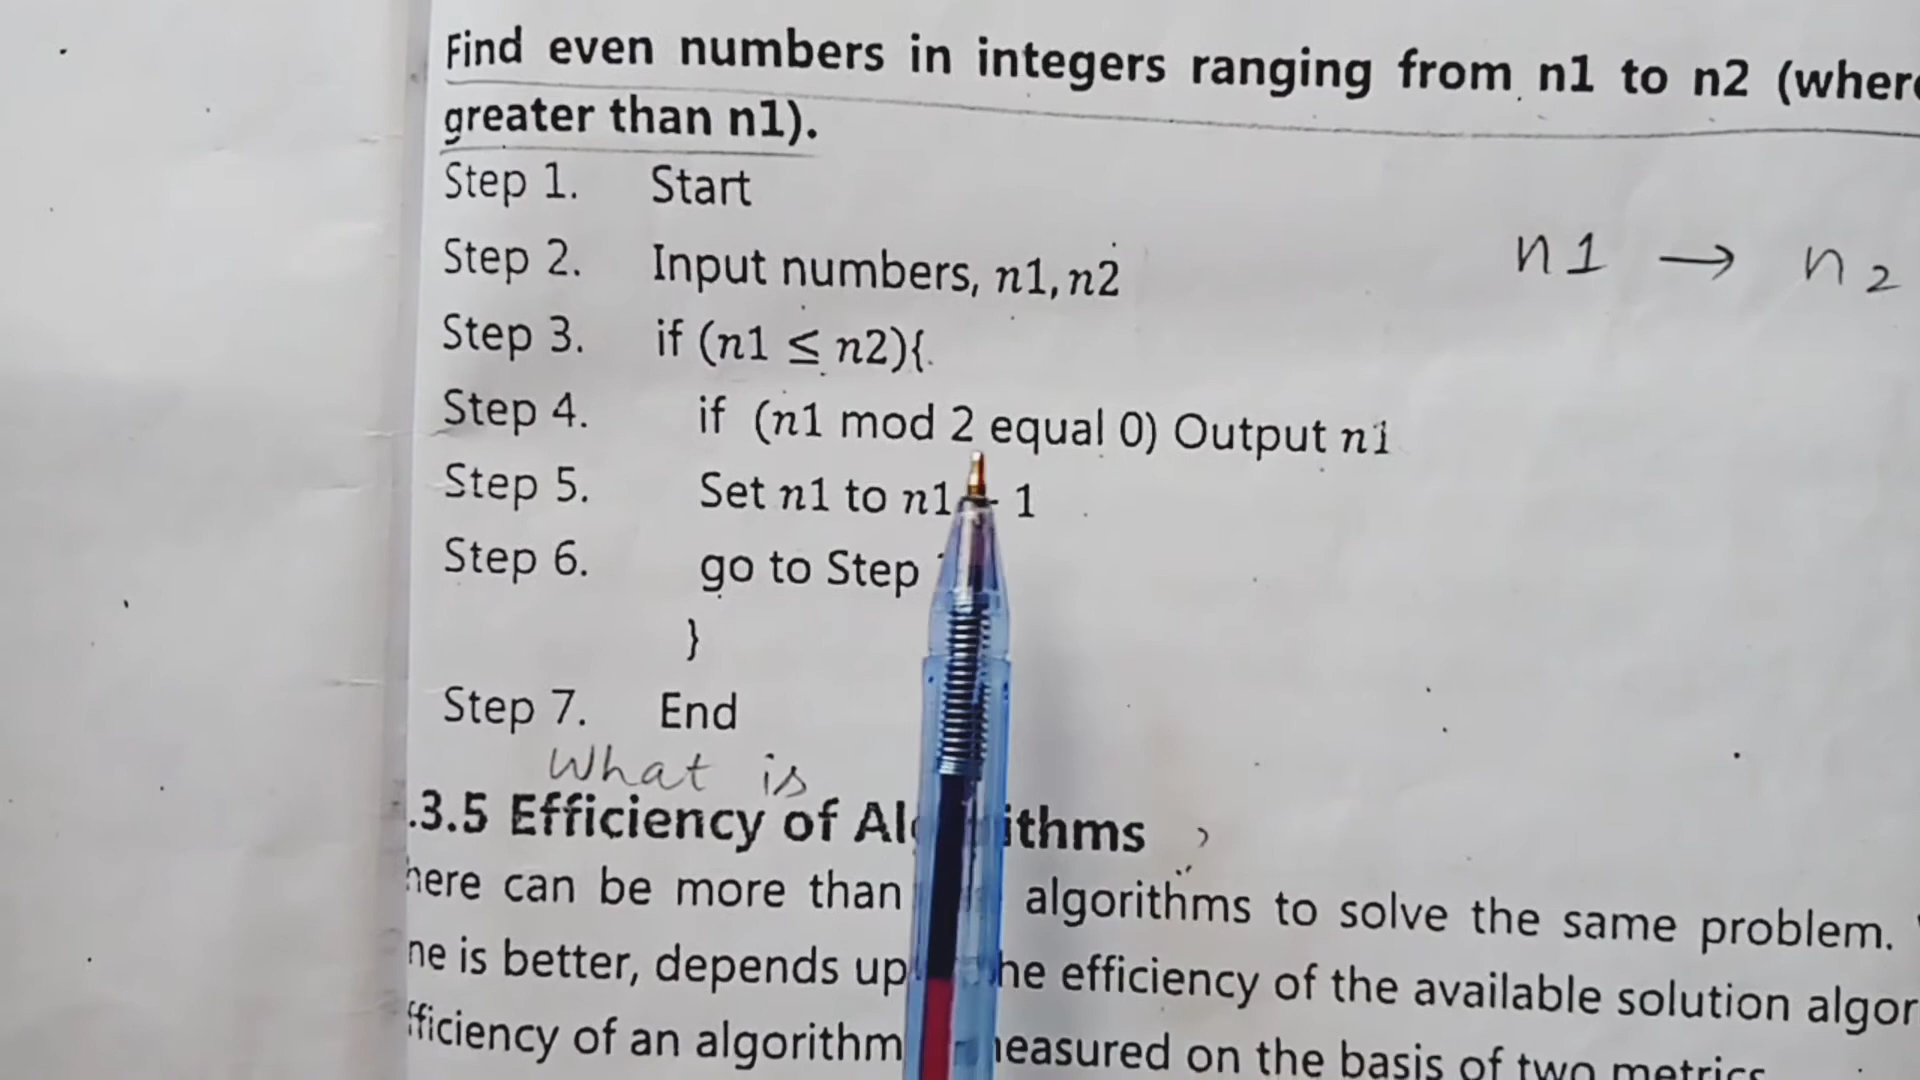 Find even numbers in integers ranging from n1 to n2 (where
greater than n1).
Step 1. Start
Step 2. Input numbers, n1, n2
n1 → n2
Step 3. if (n1 ≤ n2){
Step 4. if (n1 mod 2 equal 0) Output n1
Step 5. Set n1 to n1 1
Step 6. go to Step
}
Step 7. End
What is
.3.5 Efficiency of Algorithms ?
here can be more than algorithms to solve the same problem.
ne is better, depends up he efficiency of the available solution algor
fficiency of an algorithm measured on the basis of two metrics